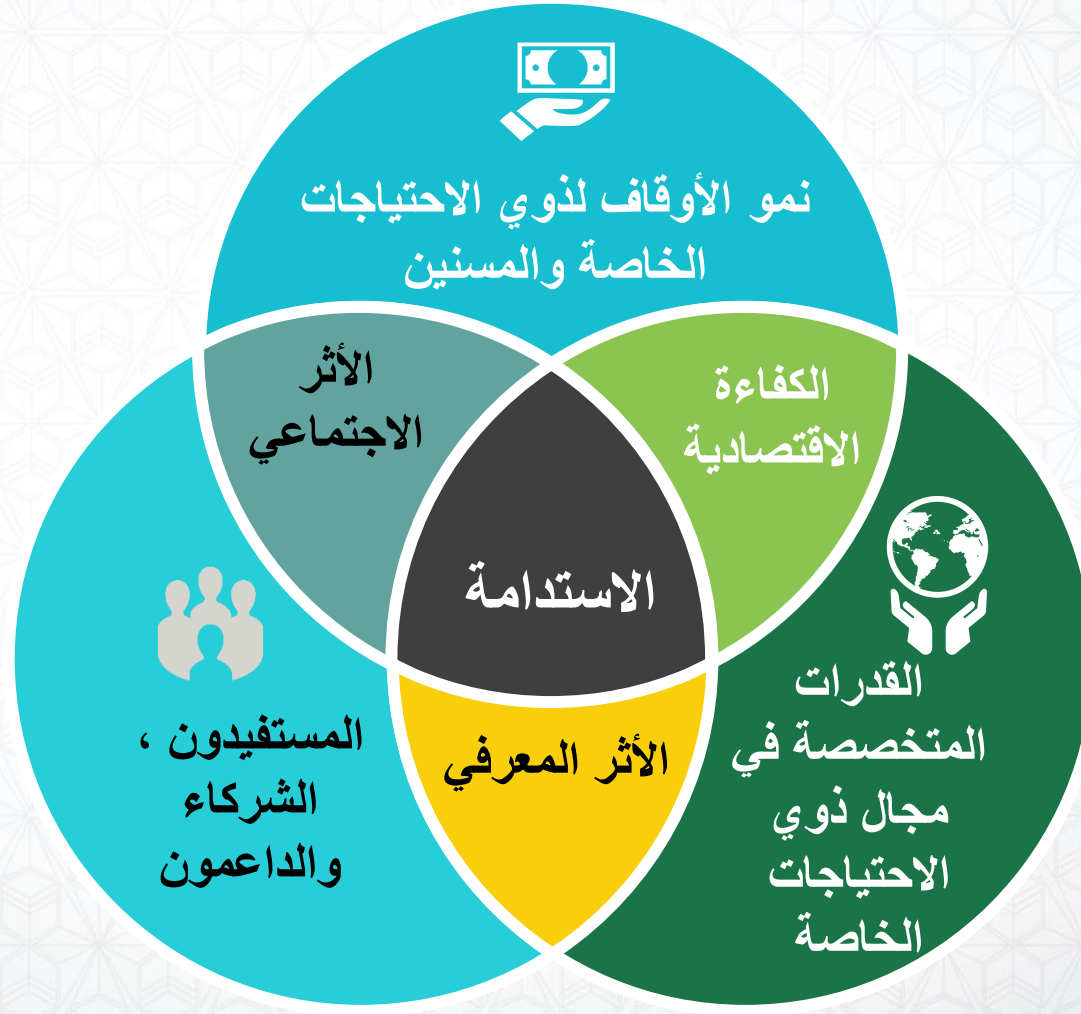 نمو الأوقاف لذوي الاحتياجات
الخاصة والمسنين
الكفاءة
الاقتصادية
الأثر
الاجتماعي
الاستدامة
القدرات
المتخصصة في
مجال ذوي
الاحتياجات
الخاصة
الأثر المعرفي
المستفيدون ،
الشركاء
والداعمون